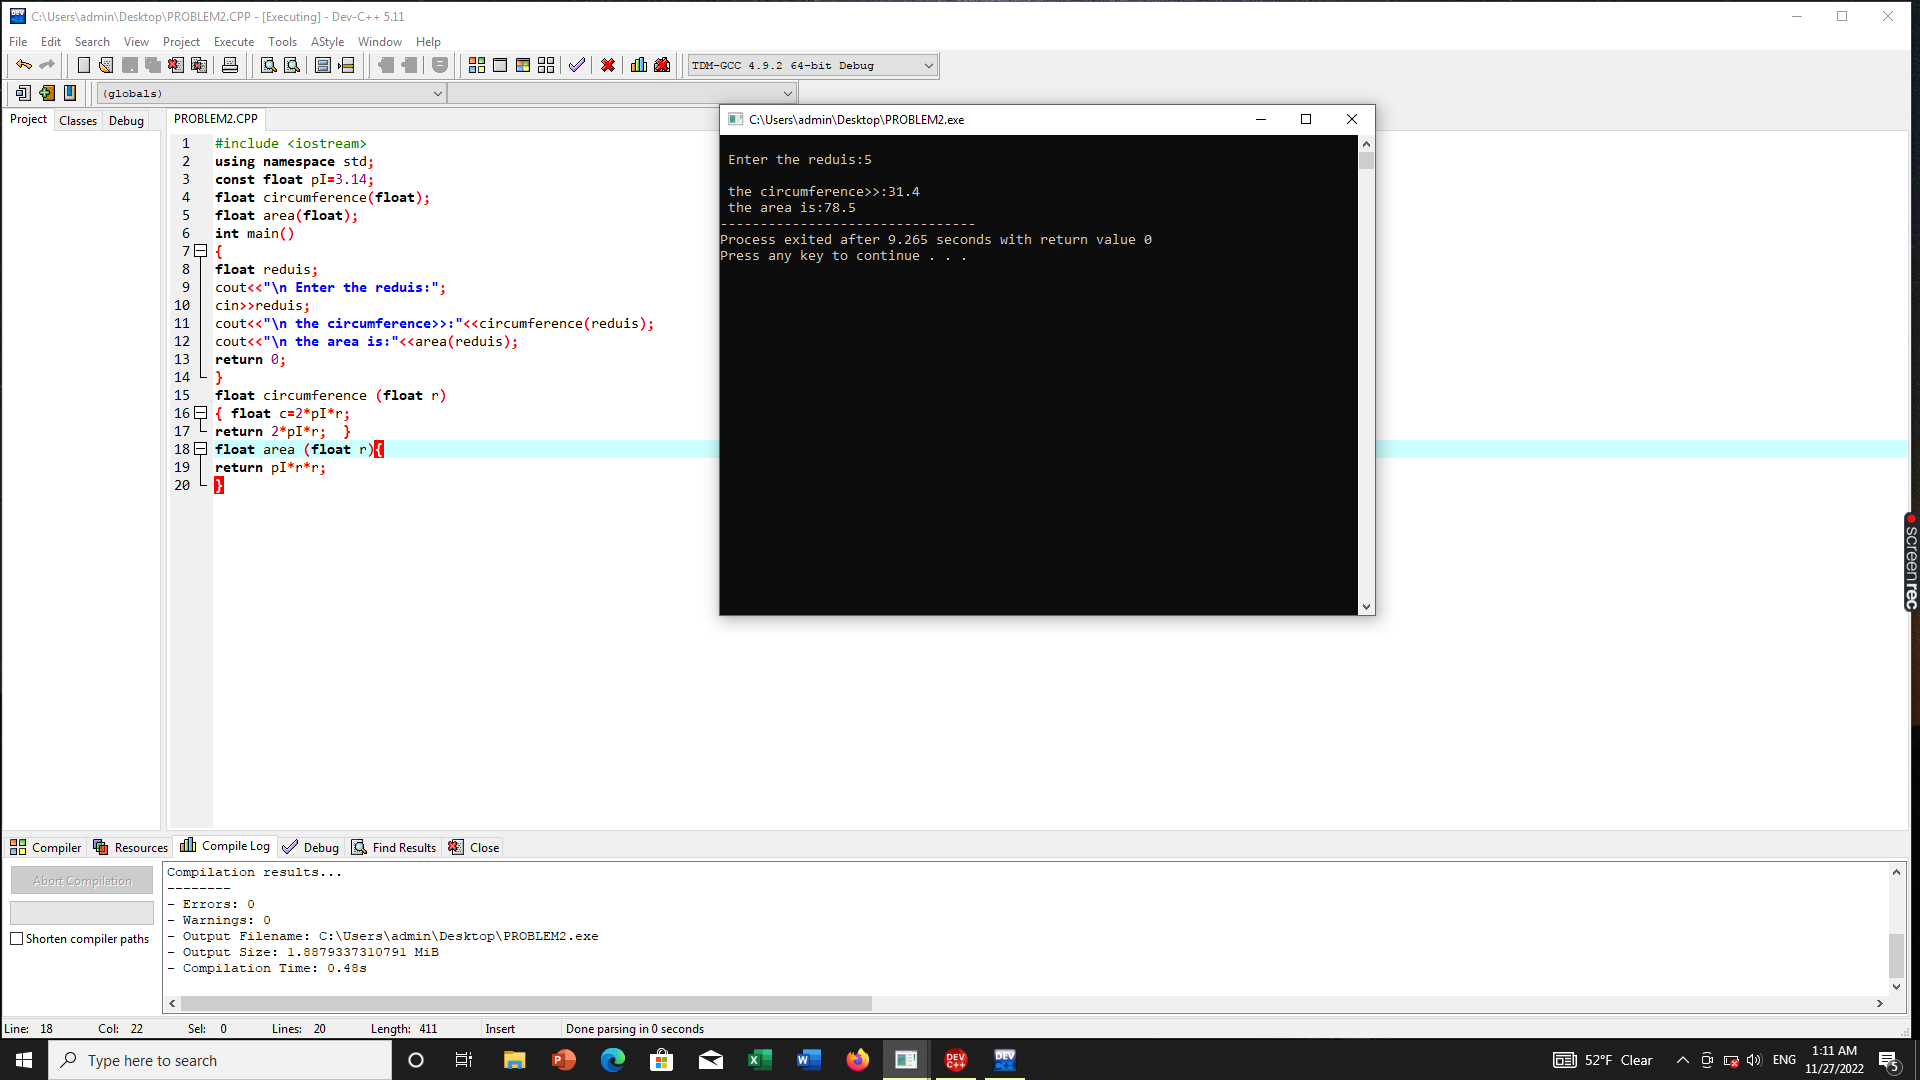 C:\Users\admin\Desktop\PROBLEM2.CPP - [Executing] - Dev-C++ 5.11
File Edit Search View Project Execute Tools AStyle Window Help
TDM-GCC 4.9.2 64-bit Debug
(globals)
Project Classes Debug
PROBLEM2.CPP
1 #include <iostream>
2 using namespace std;
3 const float pI=3.14;
4 float circumference(float);
5 float area(float);
6 int main()
7 {
8 float reduis;
9 cout<<"\n Enter the reduis:";
10 cin>>reduis;
11 cout<<"\n the circumference>>:"<<circumference(reduis);
12 cout<<"\n the area is:"<<area(reduis);
13 return 0;
14 }
15 float circumference (float r)
16 { float c=2*pI*r;
17 return 2*pI*r;  }
18 float area (float r){
19 return pI*r*r;
20 }
C:\Users\admin\Desktop\PROBLEM2.exe
Enter the reduis:5
the circumference>>:31.4
the area is:78.5
--------------------------------
Process exited after 9.265 seconds with return value 0
Press any key to continue . . .
screenrec
Compiler Resources Compile Log Debug Find Results Close
Abort Compilation
Shorten compiler paths
Compilation results...
--------
- Errors: 0
- Warnings: 0
- Output Filename: C:\Users\admin\Desktop\PROBLEM2.exe
- Output Size: 1.8879337310791 MiB
- Compilation Time: 0.48s
Line: 18 Col: 22 Sel: 0 Lines: 20 Length: 411 Insert Done parsing in 0 seconds
Type here to search
DEV C++
DEV C++
52°F Clear
ENG
1:11 AM
11/27/2022
5